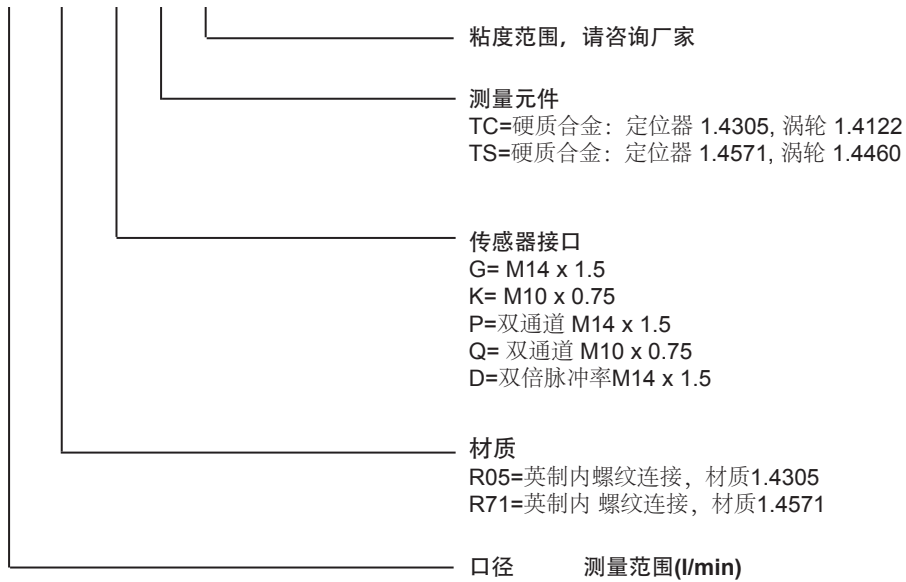 粘度范围，请咨询厂家
测量元件
TC=硬质合金：定位器 1.4305, 涡轮 1.4122
TS=硬质合金：定位器 1.4571, 涡轮 1.4460
传感器接口
G= M14 x 1.5
K= M10 x 0.75
P=双通道 M14 x 1.5
Q= 双通道 M10 x 0.75
D=双倍脉冲率M14 x 1.5
材质
R05=英制内螺纹连接，材质1.4305
R71=英制内 螺纹连接，材质1.4571
口径 测量范围(l/min)